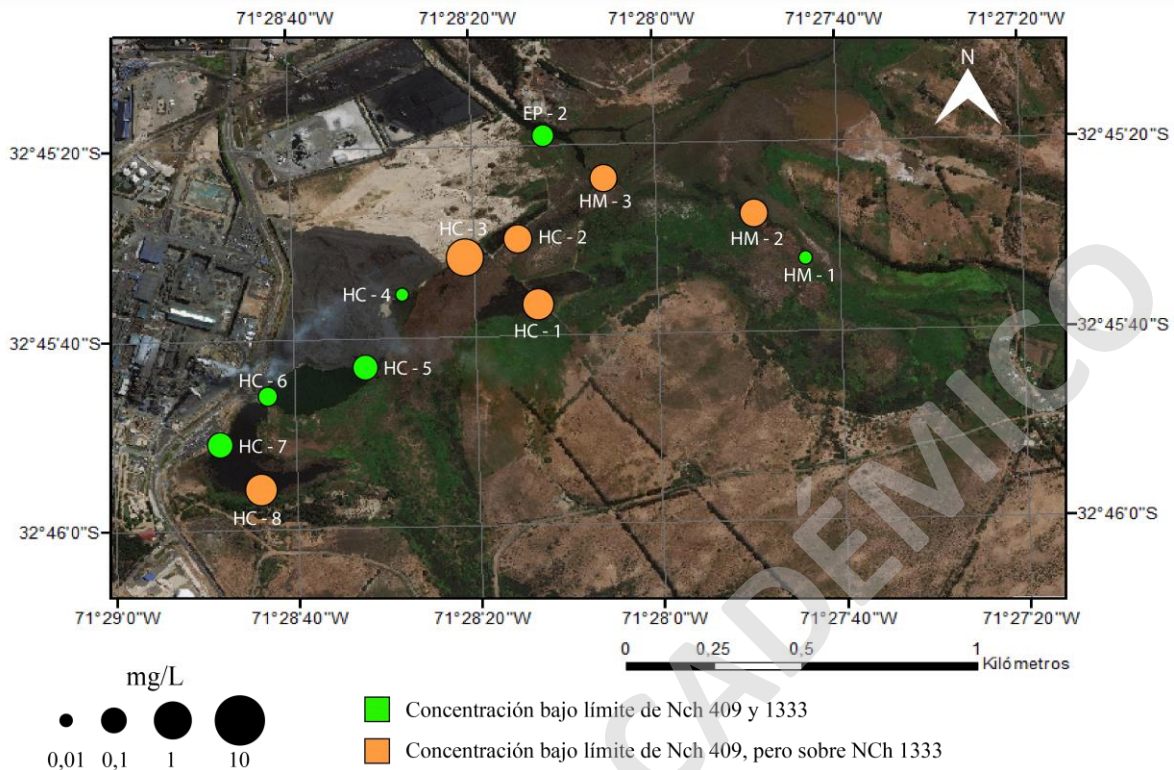 71°28'40"W 71°28'20"W 71°28'0"W 71°27'40"W 71°27'20"W
N
EP - 2
32°45'20"S 32°45'20"S
HM - 3
HM - 2
HC - 3 HC - 2
HM - 1
HC - 4
HC - 1
32°45'40"S 32°45'40"S
HC - 5
HC - 6
HC - 7
HC - 8
32°46'0"S 32°46'0"S
71°29'0"W 71°28'40"W 71°28'20"W 71°28'0"W 71°27'40"W 71°27'20"W
0 0,25 0,5 1
Kilómetros
mg/L
0,01 0,1 1 10
Concentración bajo límite de Nch 409 y 1333
Concentración bajo límite de Nch 409, pero sobre NCh 1333
CADÉMICO